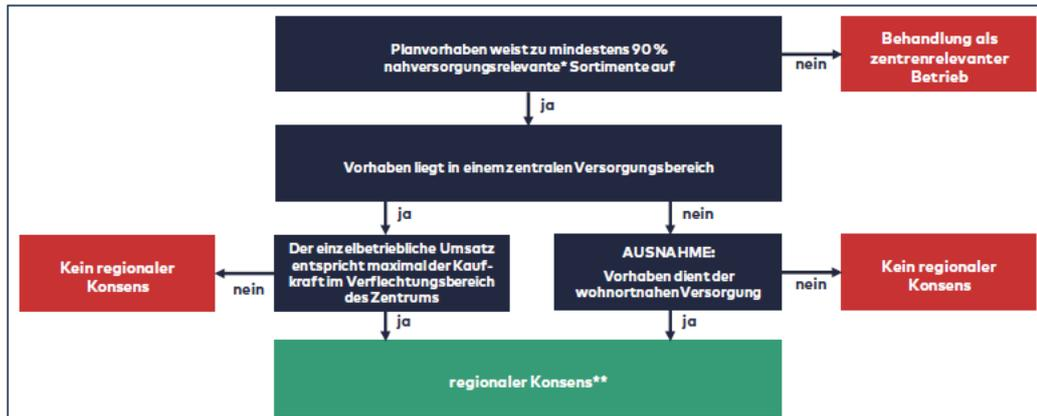 Planvorhaben weist zu mindestens 90 %
nahversorgungsrelevante* Sortimente auf
nein
Behandlung als
zentrenrelevanter
Betrieb
ja
Vorhaben liegt in einem zentralen Versorgungsbereich
ja
nein
Kein regionaler
Konsens
nein
Der einzelbetriebliche Umsatz
entspricht maximal der Kauf-
kraft im Verflechtungsbereich
des Zentrums
AUSNAHME:
Vorhaben dient der
wohnortnahen Versorgung
nein
Kein regionaler
Konsens
ja
ja
regionaler Konsens**